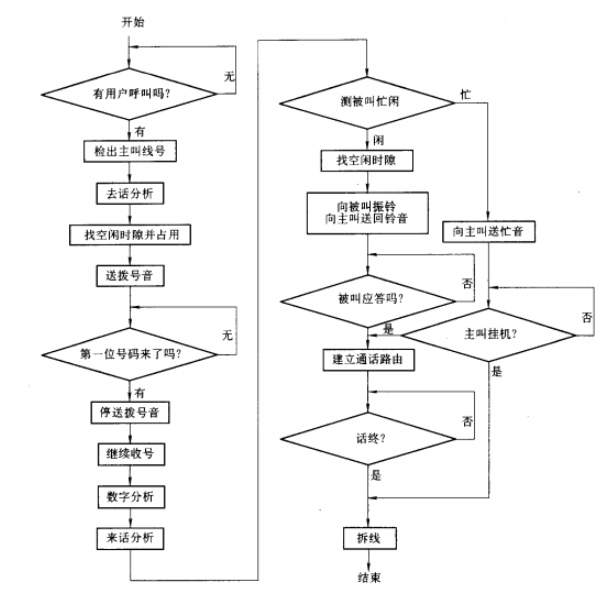 开始
无
有用户呼叫吗?
有
检出主叫线号
去话分析
找空闲时隙并占用
送拨号音
无
第一位号码来了吗?
有
停送拨号音
继续收号
数字分析
来话分析
测被叫忙闲
忙
闲
找空闲时隙
向被叫振铃
向主叫送回铃音
向主叫送忙音
否
被叫应答吗?
是
否
主叫挂机?
建立通话路由
是
否
话终?
是
拆线
结束